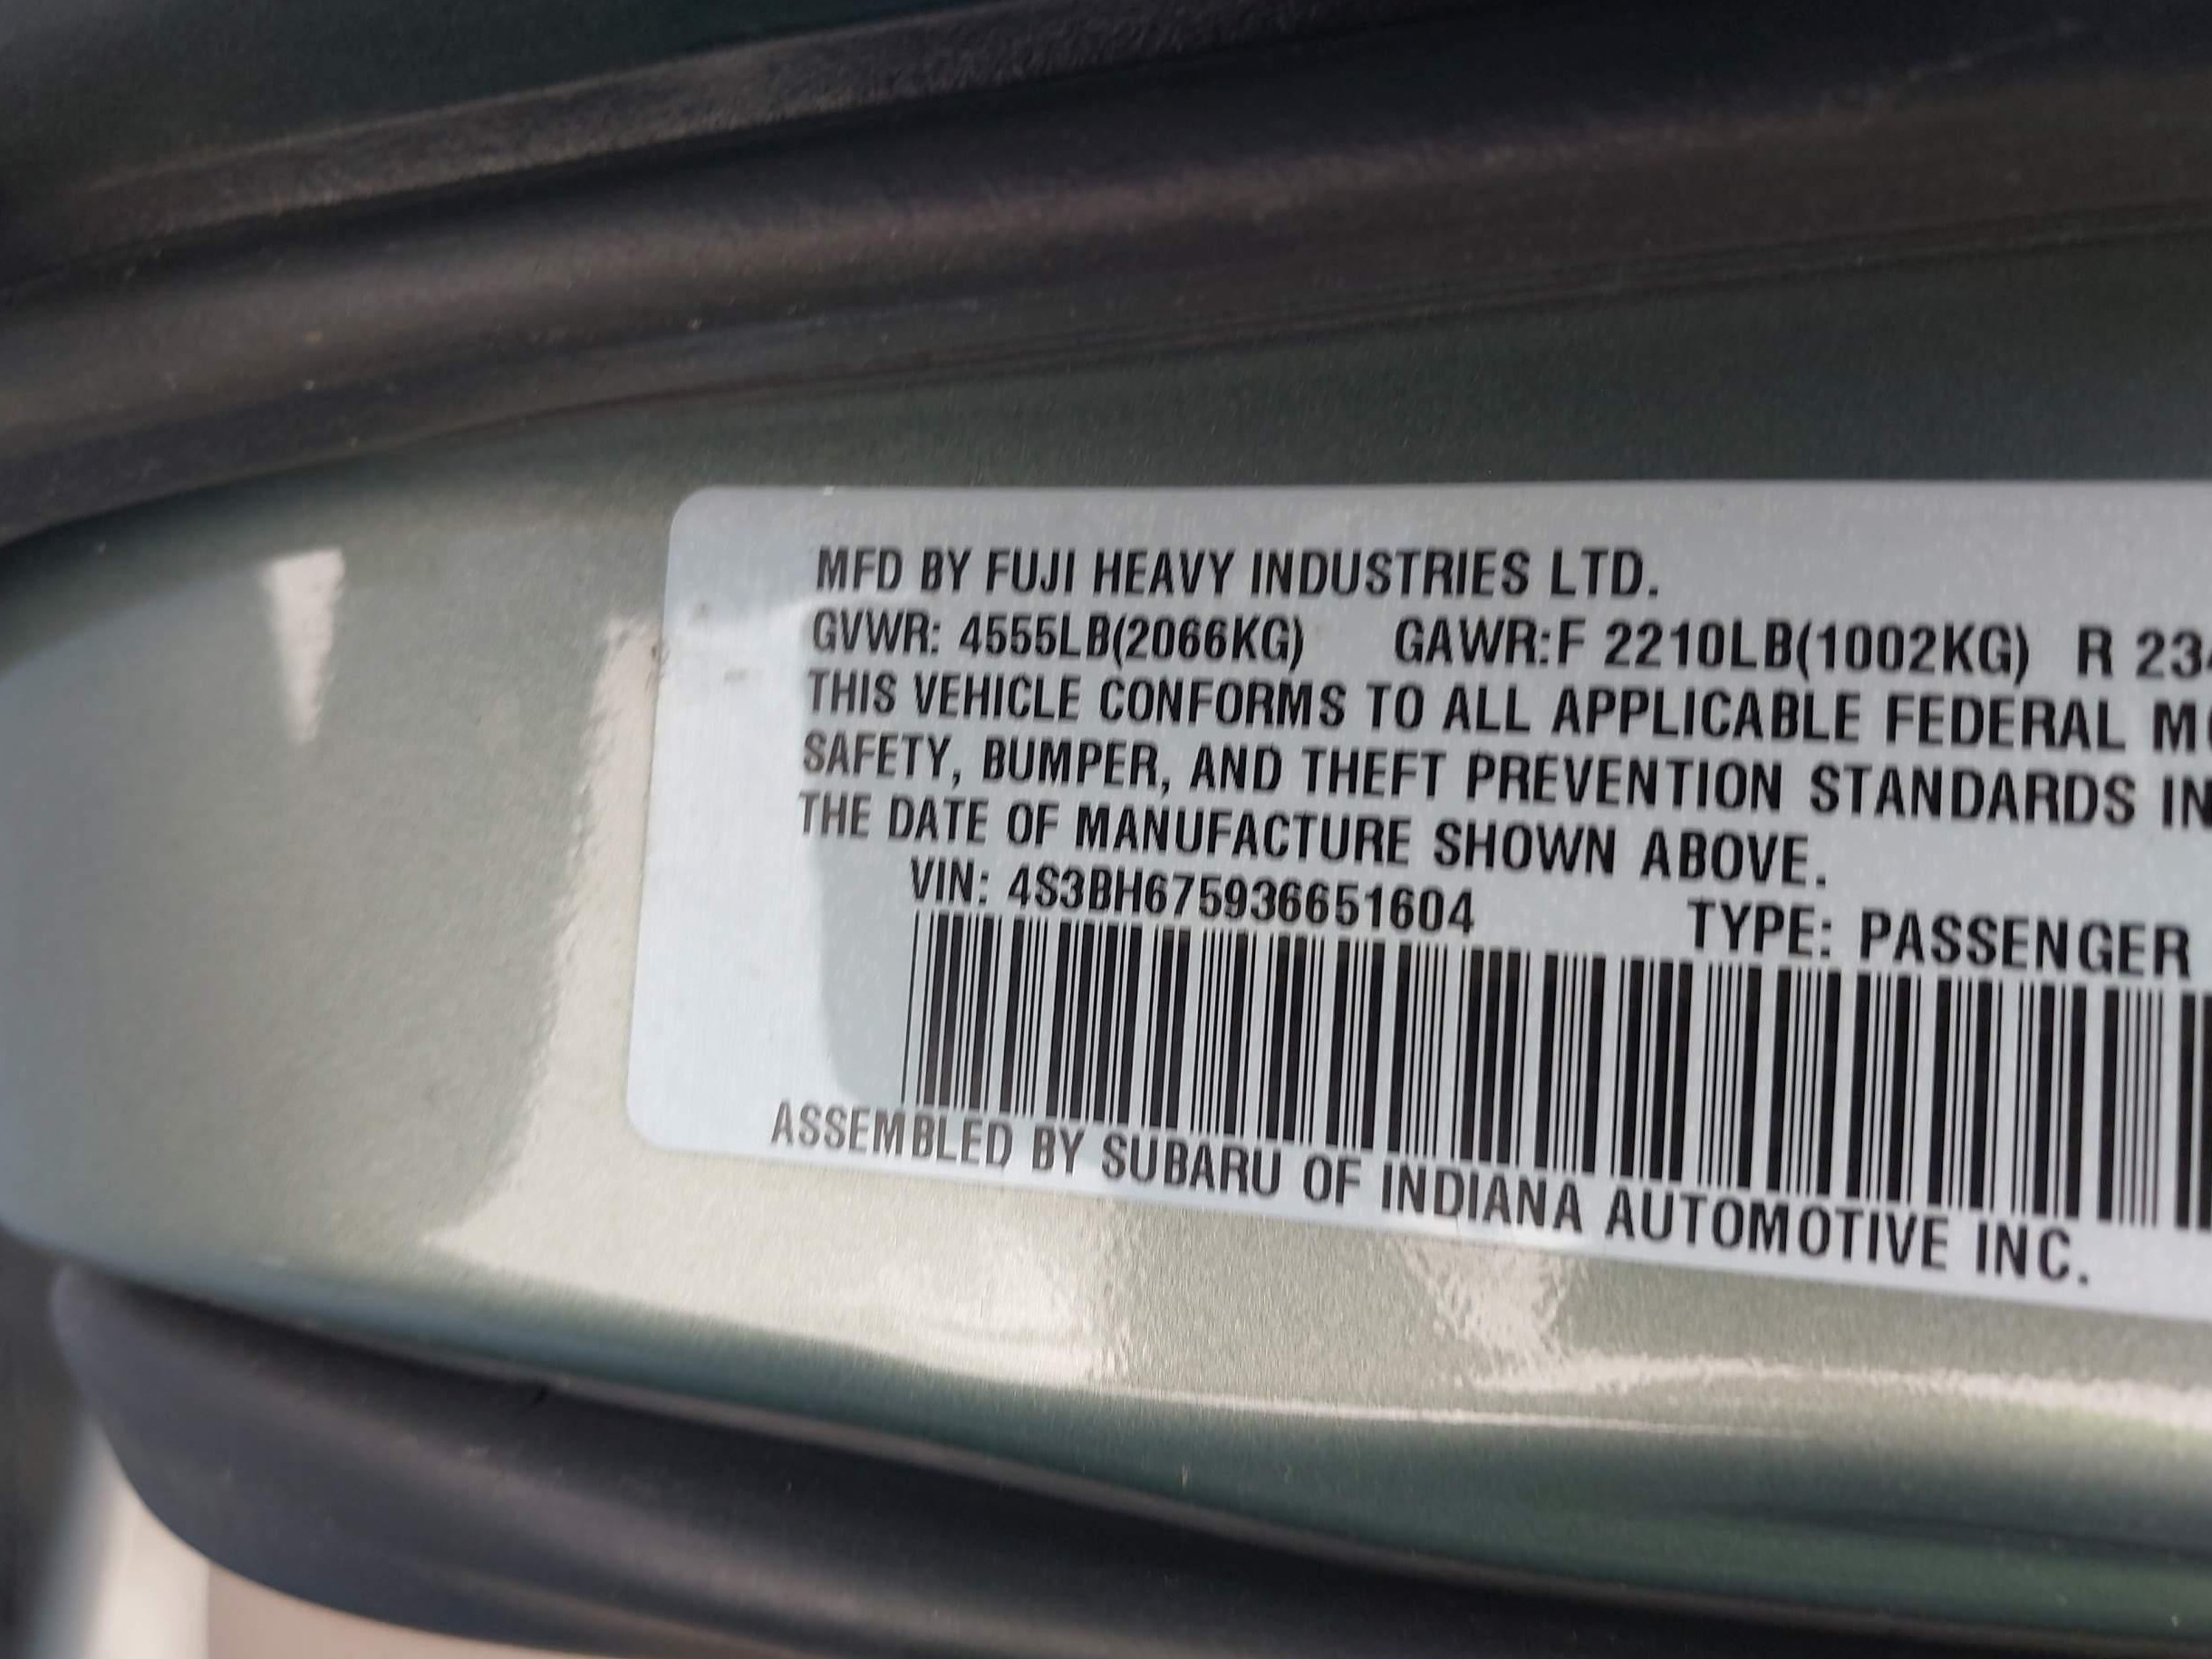 MFD BY FUJI HEAVY INDUSTRIES LTD.
GVWR: 4555LB(2066KG) GAWR:F 2210LB(1002KG) R 23
THIS VEHICLE CONFORMS TO ALL APPLICABLE FEDERAL
SAFETY, BUMPER, AND THEFT PREVENTION STANDARDS IN
THE DATE OF MANUFACTURE SHOWN ABOVE.
VIN: 4S3BH675936651604 TYPE: PASSENGER
ASSEMBLED BY SUBARU OF INDIANA AUTOMOTIVE INC.